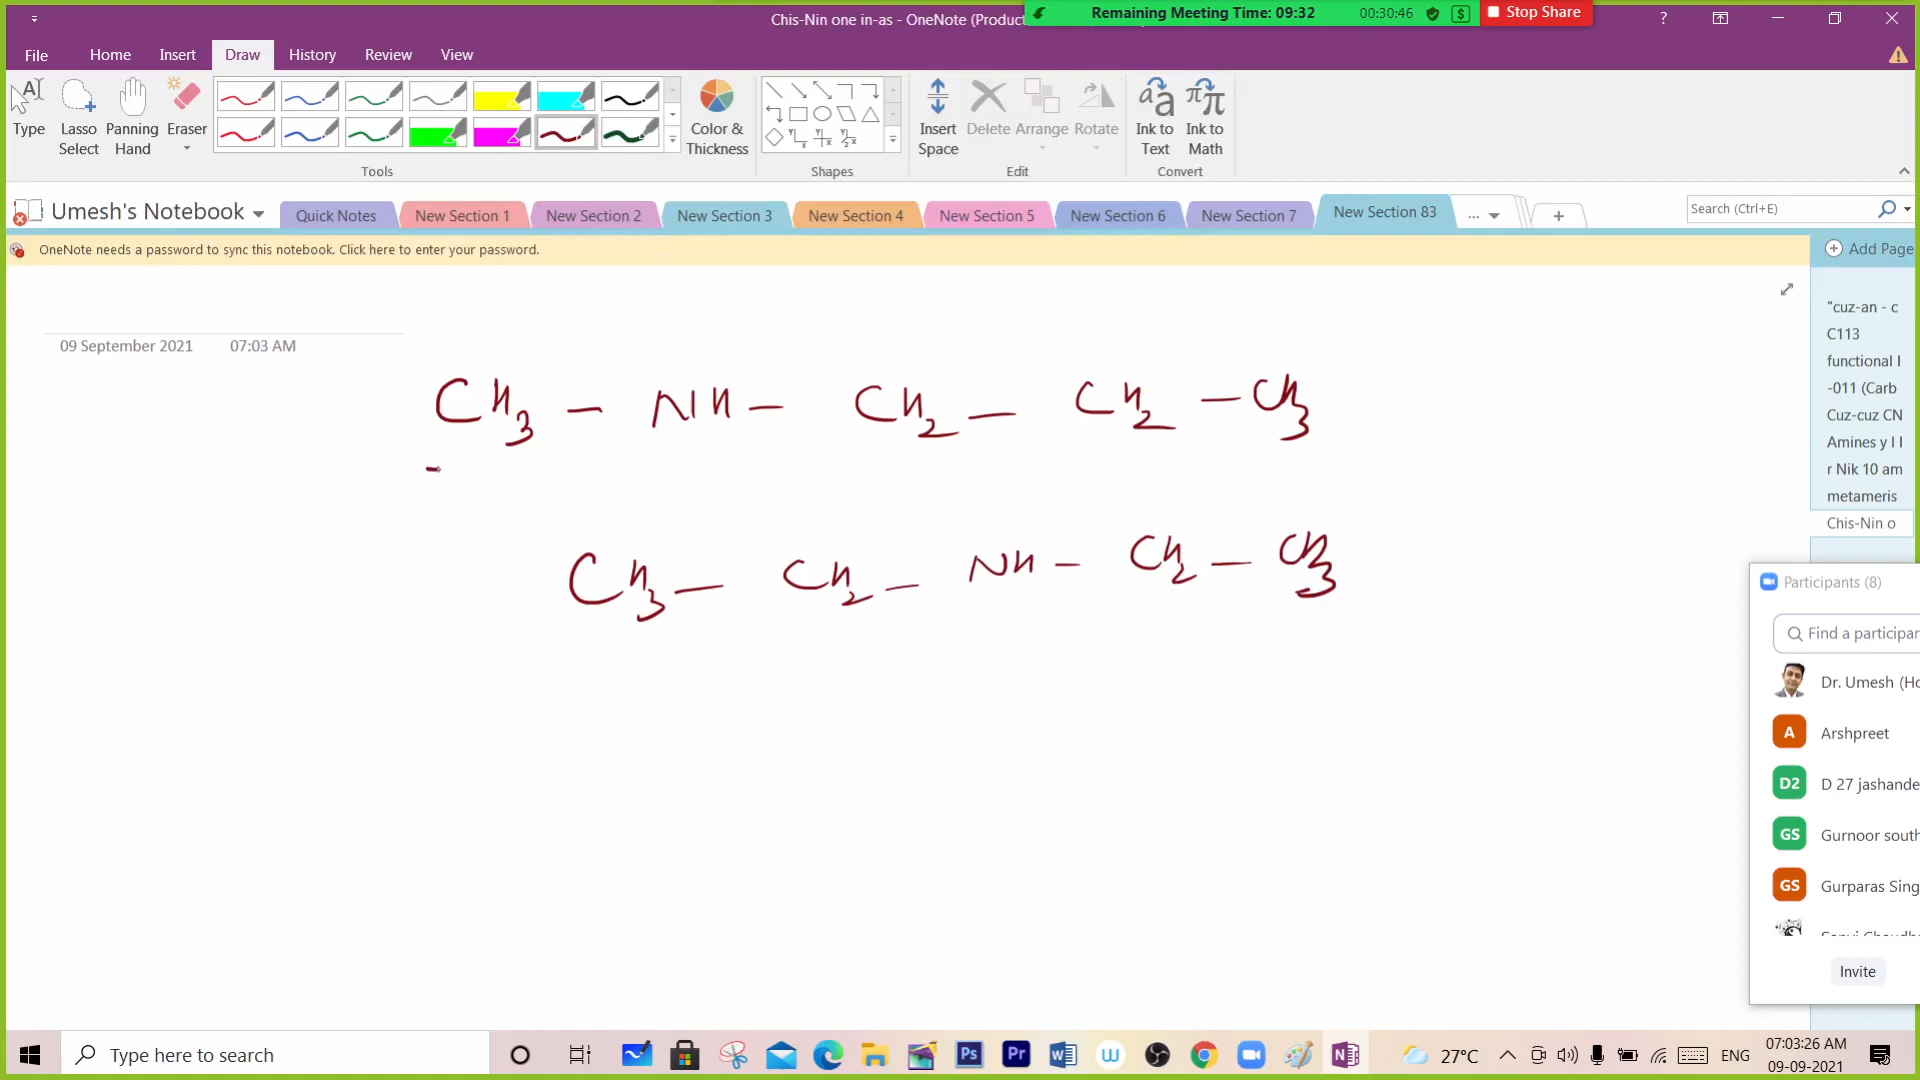 Chis-Nin one in-as - OneNote (Produc
Remaining Meeting Time: 09:32
00:30:46
Stop Share
File Home Insert Draw History Review View
Type
Lasso Select
Panning Hand
Eraser
Color & Thickness
Insert Space
Delete
Arrange
Rotate
Ink to Text
Ink to Math
Tools Shapes Edit Convert
Umesh's Notebook
Quick Notes New Section 1 New Section 2 New Section 3 New Section 4 New Section 5 New Section 6 New Section 7 New Section 83 ...
Search (Ctrl+E)
OneNote needs a password to sync this notebook. Click here to enter your password.
Add Page
09 September 2021 07:03 AM
CH3 – NH – CH2 – CH2 – CH3
CH3 – CH2 – NH – CH2 – CH3
"cuz-an - c
C113
functional I
-011 (Carb
Cuz-cuz CN
Amines y I I
r Nik 10 am
metameris
Chis-Nin o
Participants (8)
Find a participar
Dr. Umesh (Ho
A Arshpreet
D2 D 27 jashande
GS Gurnoor south
GS Gurparas Sing
Invite
Type here to search
27°C
ENG
07:03:26 AM
09-09-2021